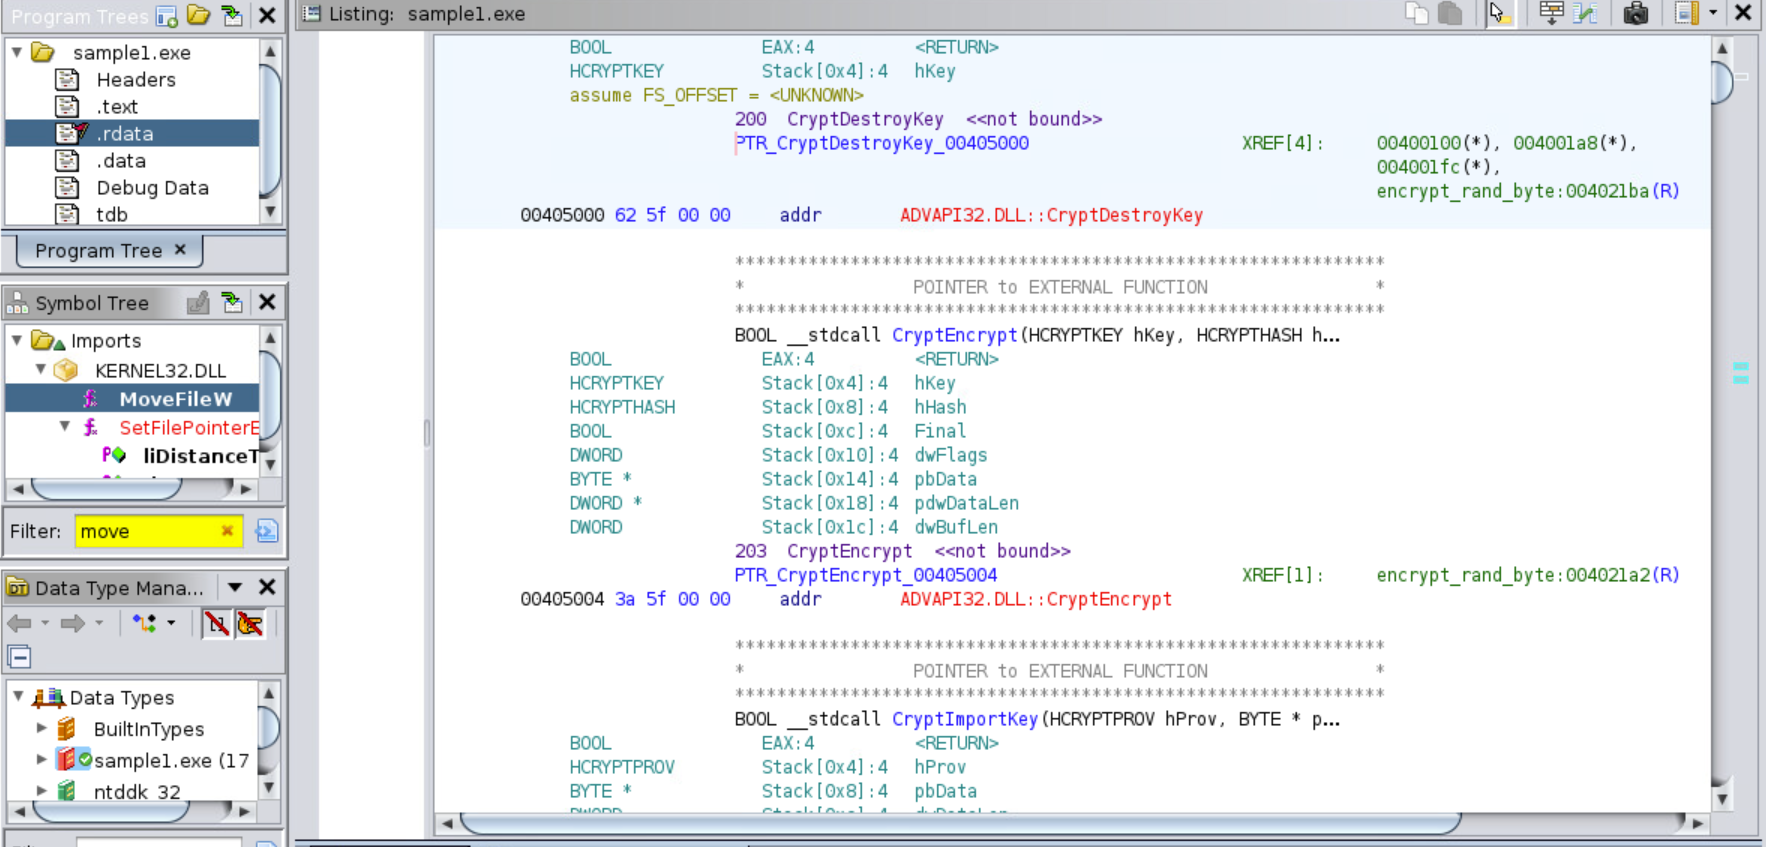 Program Trees
sample1.exe
Headers
.text
.rdata
.data
Debug Data
tdb
Program Tree ×
Symbol Tree
Imports
KERNEL32.DLL
MoveFileW
SetFilePointerE
liDistanceT
Filter: move
Data Type Mana...
Data Types
BuiltInTypes
sample1.exe (17
ntddk_32
Listing: sample1.exe
BOOL EAX:4 <RETURN>
HCRYPTKEY Stack[0x4]:4 hKey
assume FS_OFFSET = <UNKNOWN>
200 CryptDestroyKey <<not bound>>
PTR_CryptDestroyKey_00405000 XREF[4]: 00400100(*), 004001a8(*),
004001fc(*),
encrypt_rand_byte:004021ba(R)
00405000 62 5f 00 00 addr ADVAPI32.DLL::CryptDestroyKey
**************************************************************
* POINTER to EXTERNAL FUNCTION *
**************************************************************
BOOL __stdcall CryptEncrypt(HCRYPTKEY hKey, HCRYPTHASH h...
BOOL EAX:4 <RETURN>
HCRYPTKEY Stack[0x4]:4 hKey
HCRYPTHASH Stack[0x8]:4 hHash
BOOL Stack[0xc]:4 Final
DWORD Stack[0x10]:4 dwFlags
BYTE * Stack[0x14]:4 pbData
DWORD * Stack[0x18]:4 pdwDataLen
DWORD Stack[0x1c]:4 dwBufLen
203 CryptEncrypt <<not bound>>
PTR_CryptEncrypt_00405004 XREF[1]: encrypt_rand_byte:004021a2(R)
00405004 3a 5f 00 00 addr ADVAPI32.DLL::CryptEncrypt
**************************************************************
* POINTER to EXTERNAL FUNCTION *
**************************************************************
BOOL __stdcall CryptImportKey(HCRYPTPROV hProv, BYTE * p...
BOOL EAX:4 <RETURN>
HCRYPTPROV Stack[0x4]:4 hProv
BYTE * Stack[0x8]:4 pbData